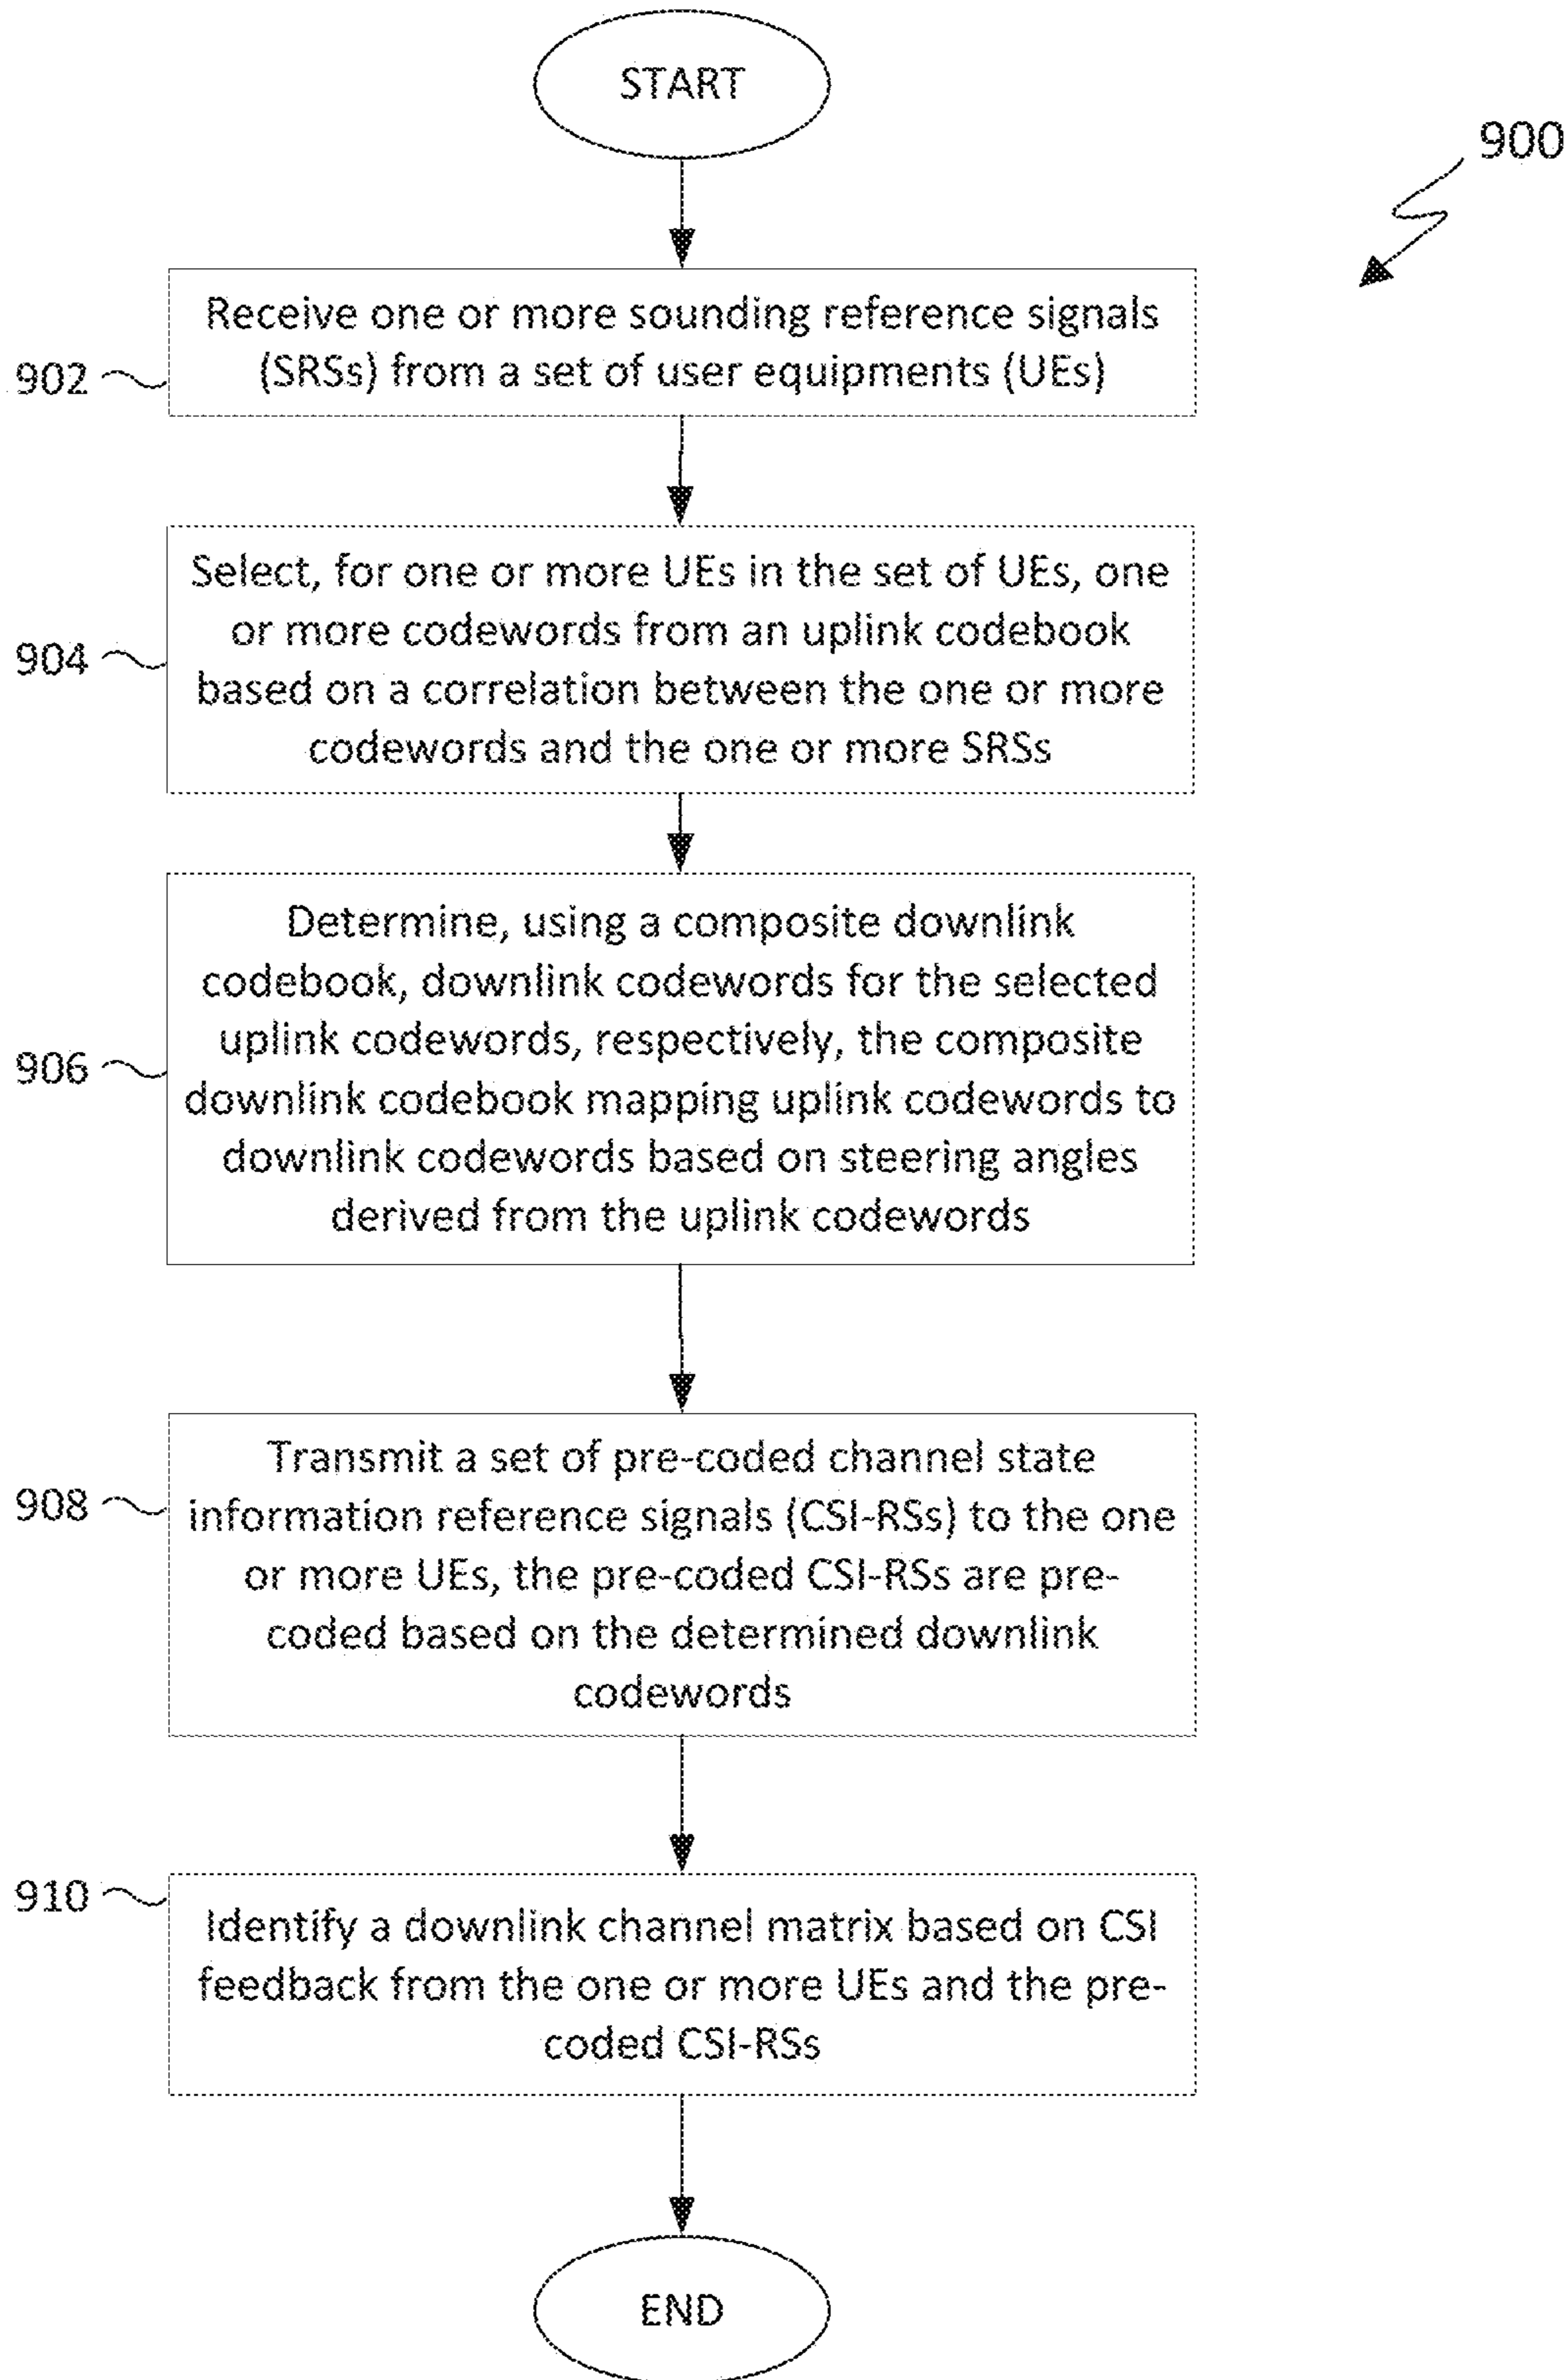 START
900
Receive one or more sounding reference signals
(SRSs) from a set of user equipments (UEs)
902
Select, for one or more UEs in the set of UEs, one
or more codewords from an uplink codebook
based on a correlation between the one or more
codewords and the one or more SRSs
904
Determine, using a composite downlink
codebook, downlink codewords for the selected
uplink codewords, respectively, the composite
downlink codebook mapping uplink codewords to
downlink codewords based on steering angles
derived from the uplink codewords
906
Transmit a set of pre-coded channel state
information reference signals (CSI-RSs) to the one
or more UEs, the pre-coded CSI-RSs are pre-
coded based on the determined downlink
codewords
908
910
Identify a downlink channel matrix based on CSI
feedback from the one or more UEs and the pre-
coded CSI-RSs
END